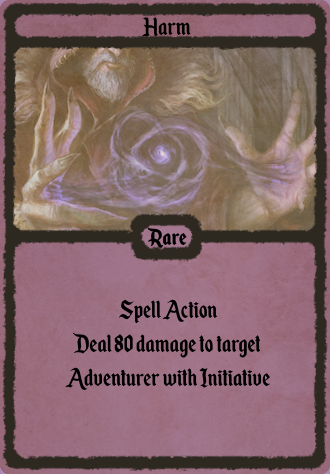 Harm
Rare
Spell Action
Deal 80 damage to target
Adventurer with Initiative